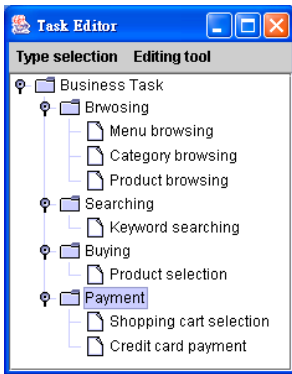 Task Editor
Type selection Editing tool
Business Task
Brwosing
Menu browsing
Category browsing
Product browsing
Searching
Keyword searching
Buying
Product selection
Payment
Shopping cart selection
Credit card payment